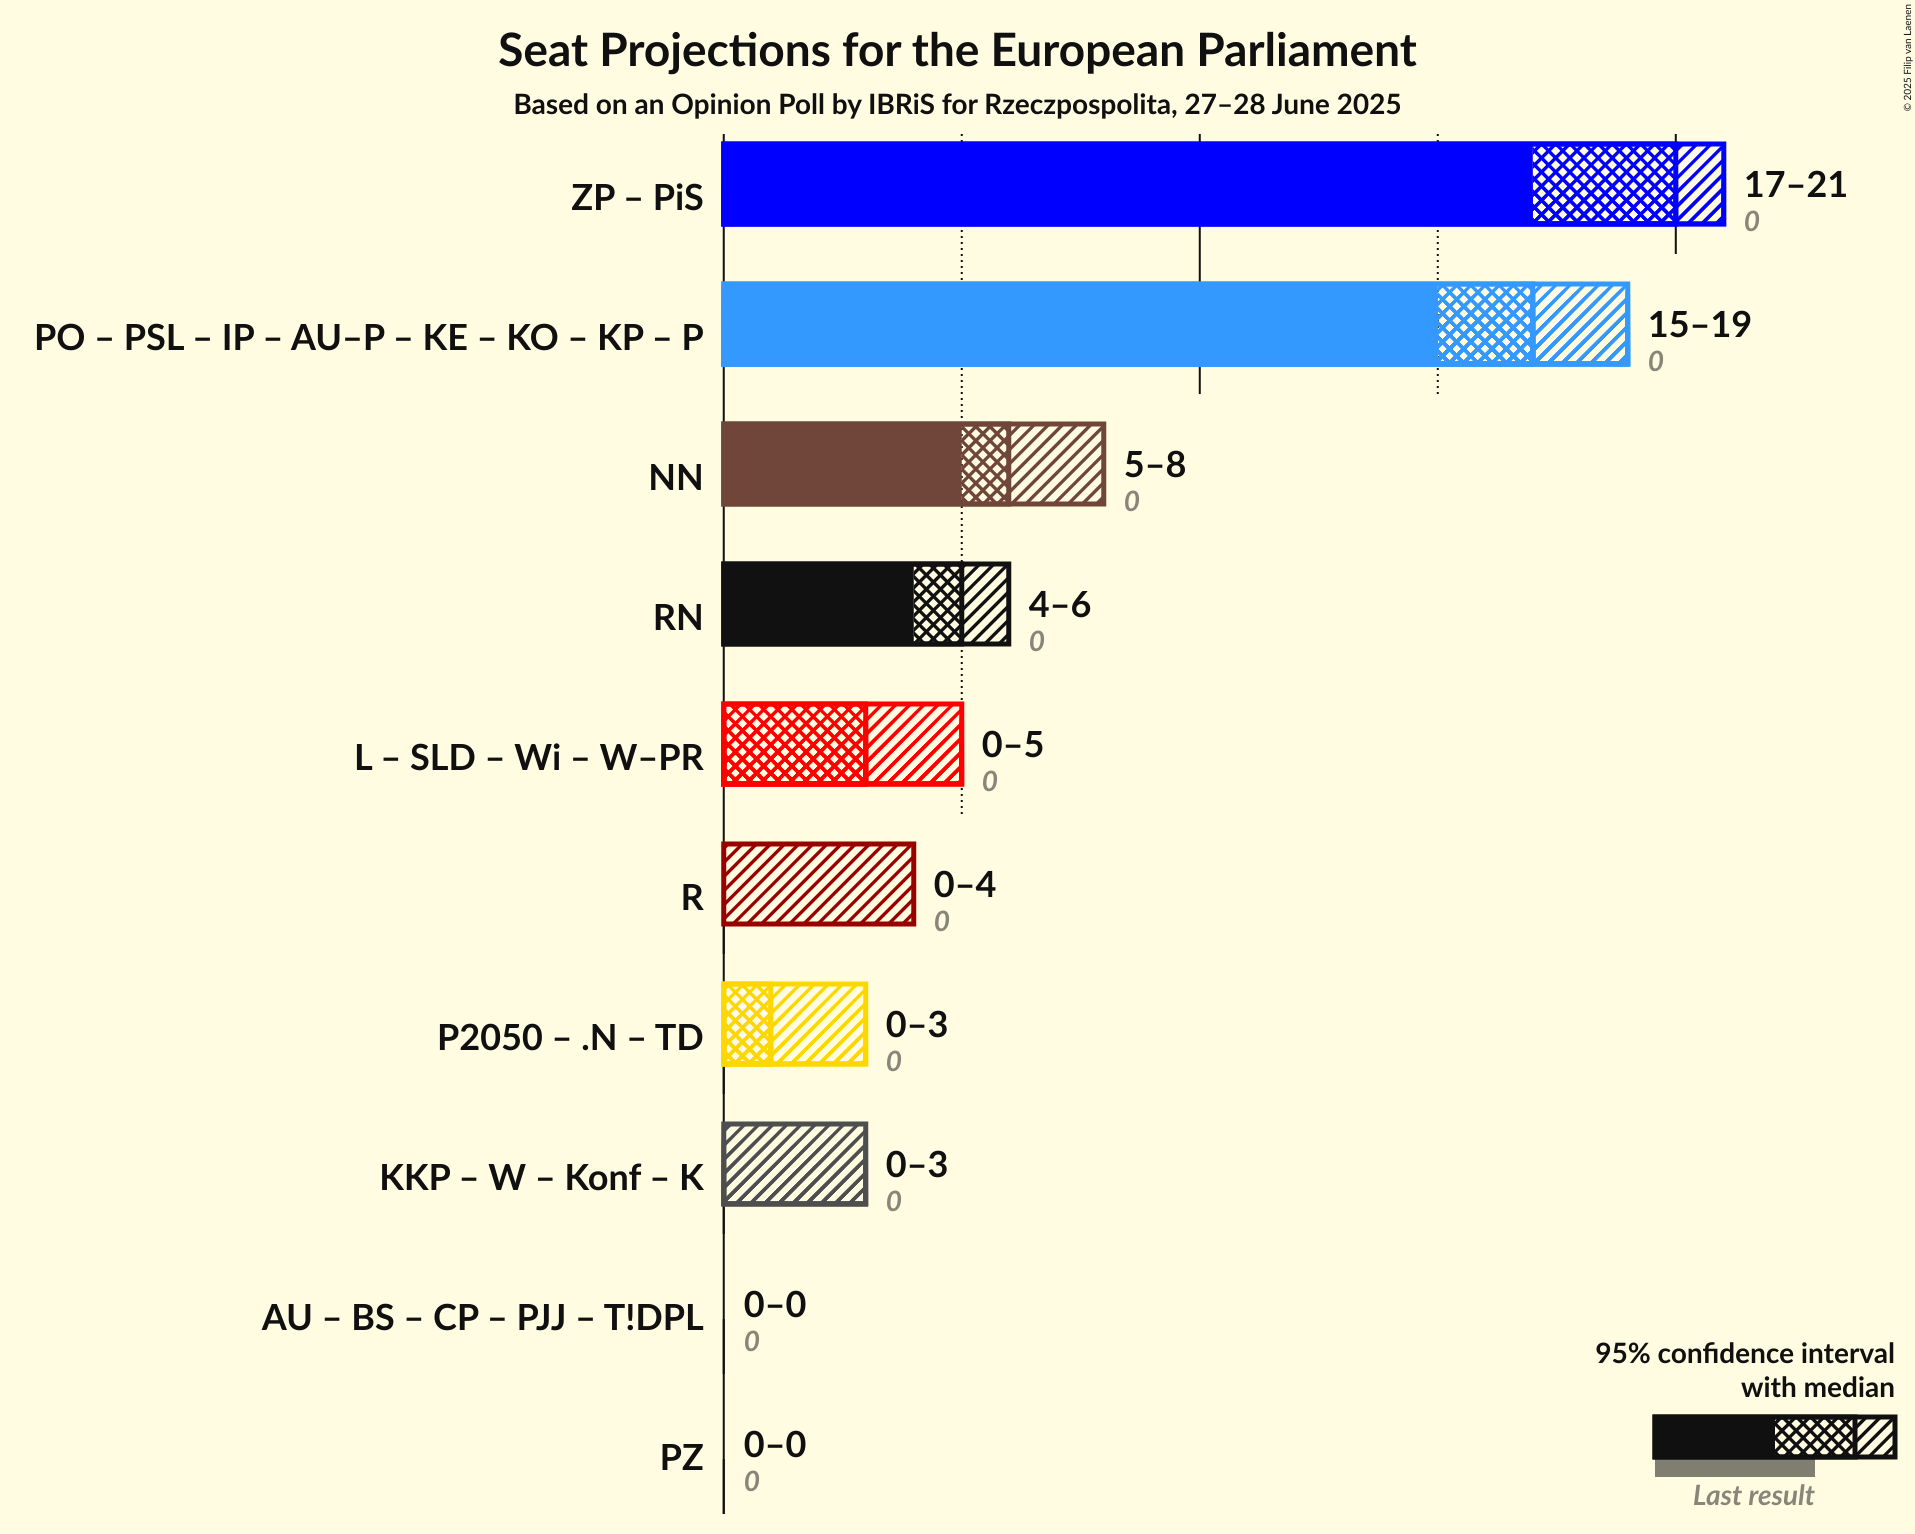 Seat Projections for the European Parliament
Based on an Opinion Poll by IBRiS for Rzeczpospolita, 27–28 June 2025
© 2025 Filip van Laenen
ZP – PiS
17–21
0
PO – PSL – IP – AU–P – KE – KO – KP – P
15–19
0
NN
5–8
0
RN
4–6
0
L – SLD – Wi – W–PR
0–5
0
R
0–4
0
P2050 – .N – TD
0–3
0
KKP – W – Konf – K
0–3
0
AU – BS – CP – PJJ – T!DPL
0–0
0
PZ
0–0
0
95% confidence interval
with median
Last result